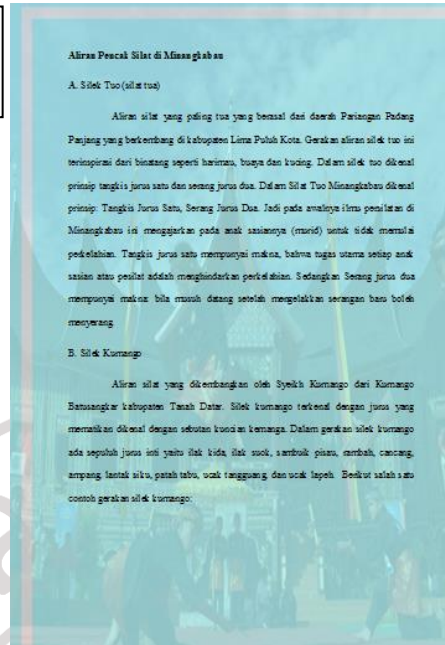 Aliran Pencak Silat di Minangkabau
A. Silek Tuo (silat tua)
Aliran silat yang paling tua yang berasal dari daerah Pariangan Padang
Panjang yang berkembang di kabupaten Lima Puluh Kota. Gerakan aliran silek tuo ini
terinspirasi dari binatang seperti harimau, buaya dan kucing. Dalam silek tuo dikenal
prinsip tangkis jurus satu dan serang jurus dua. Dalam Silat Tuo Minangkabau dikenal
prinsip: Tangkis Jurus Satu, Serang Jurus Dua. Jadi pada awalnya ilmu persilatan di
Minangkabau ini mengajarkan pada anak sasiannya (murid) untuk tidak memulai
perkelahian. Tangkis jurus satu mempunyai makna, bahwa tugas utama setiap anak
sasian atau pesilat adalah menghindarkan perkelahian. Sedangkan Serang jurus dua
mempunyai makna: bila musuh datang setelah mengelakkan serangan baru boleh
menyerang.
B. Silek Kumango
Aliran silat yang dikembangkan oleh Syeikh Kumango dari Kumango
Batusangkar kabupaten Tanah Datar. Silek kumango terkenal dengan jurus yang
mematikan dikenal dengan sebutan kuncian kemanga. Dalam gerakan silek kumango
ada sepuluh jurus inti yaitu ilak kida, ilak suok, sambuik pisau, rambah, cancang,
ampang, lantak siku, patah tabu, ucak tangguang, dan ucak lapeh. Berikut salah satu
contoh gerakan silek kumango: